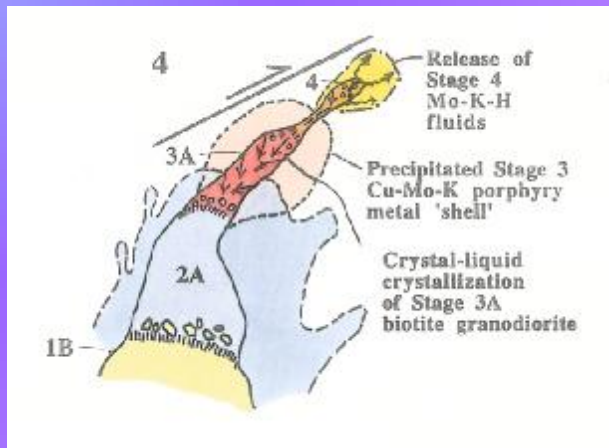 4
4
Release of
Stage 4
Mo-K-H
fluids
3A
Precipitated Stage 3
Cu-Mo-K porphyry
metal 'shell'
2A
Crystal-liquid
crystallization
of Stage 3A
biotite granodiorite
1B